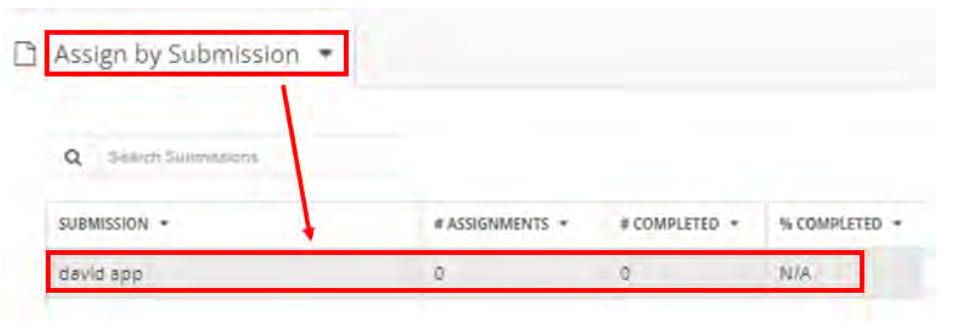 Assign by Submission
Search Submissions
SUBMISSION # ASSIGNMENTS # COMPLETED % COMPLETED
david app 0 0 N/A